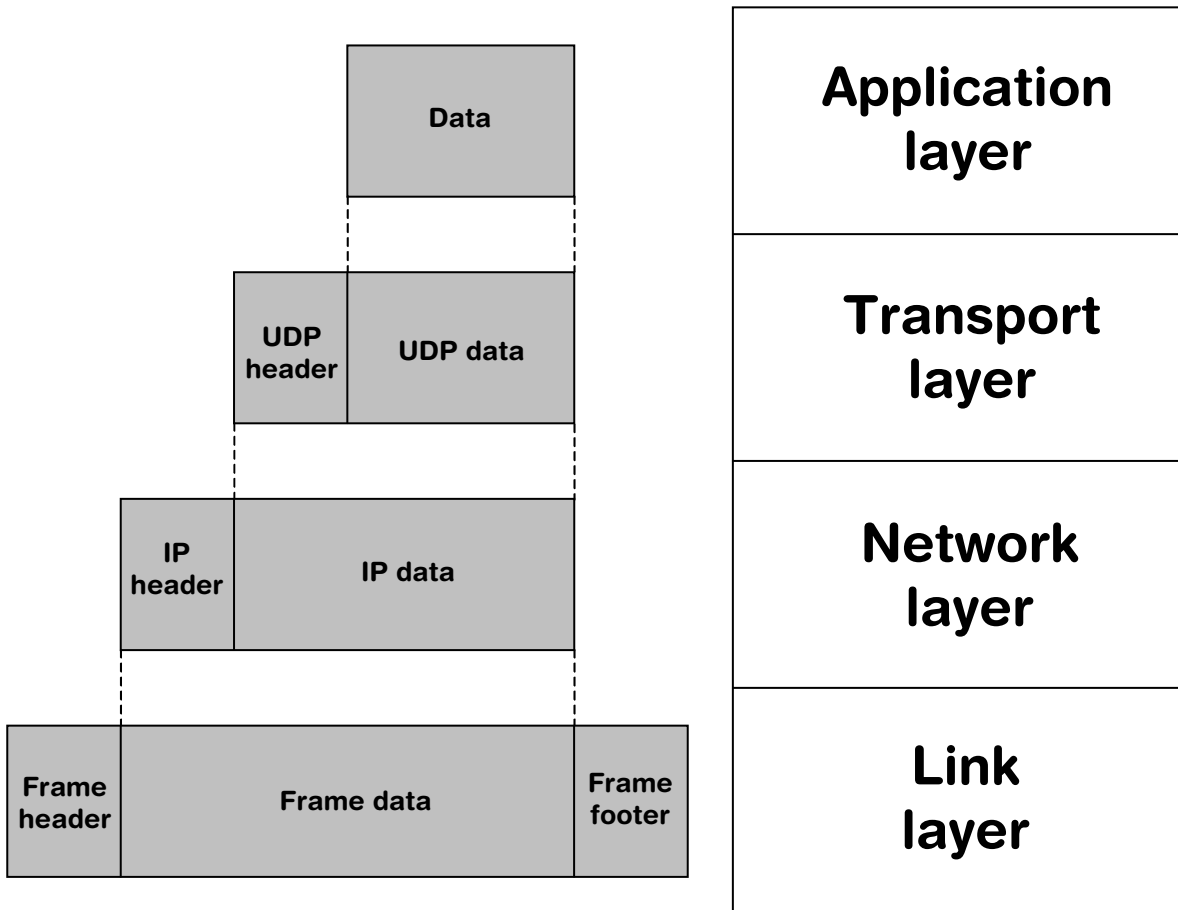 Data
Application
layer
UDP
header
UDP data
Transport
layer
IP
header
IP data
Network
layer
Frame
header
Frame data
Frame
footer
Link
layer